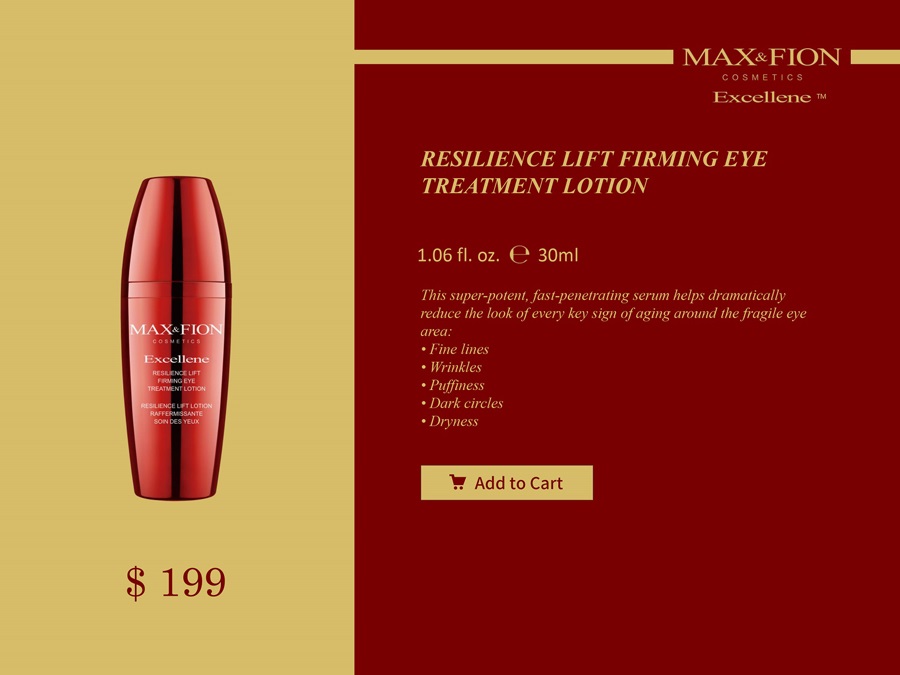 MAX&FION
COSMETICS
Excellene ™
RESILIENCE LIFT FIRMING EYE
TREATMENT LOTION
1.06 fl. oz. ℮ 30ml
This super-potent, fast-penetrating serum helps dramatically
reduce the look of every key sign of aging around the fragile eye
area:
• Fine lines
• Wrinkles
• Puffiness
• Dark circles
• Dryness
Add to Cart
MAX&FION
COSMETICS
Excellene
RESILIENCE LIFT
FIRMING EYE
TREATMENT LOTION
RESILIENCE LIFT LOTION
RAFFERMISSANTE
SOIN DES YEUX
$ 199